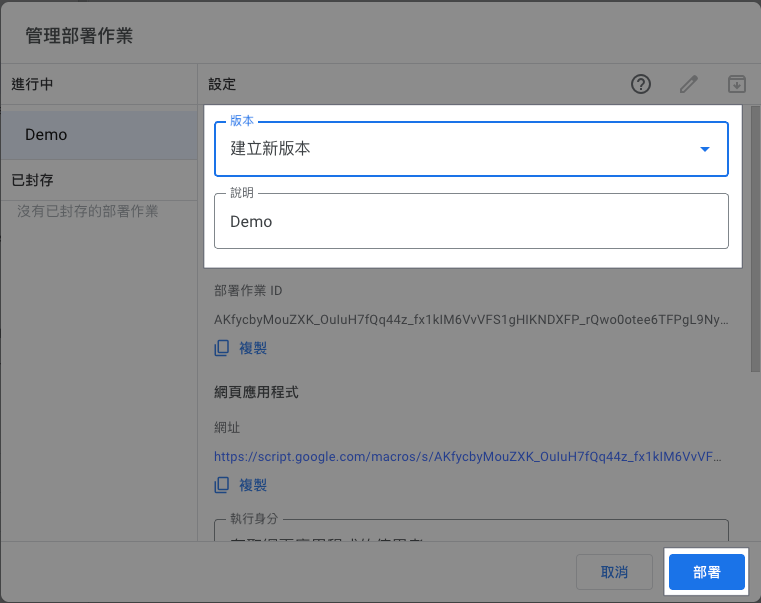 管理部署作業
進行中
設定
Demo
版本
建立新版本
已封存
說明
沒有已封存的部署作業
Demo
部署作業 ID
AKfycbyMouZXK_OuIuH7fQq44z_fx1kIM6VvVFS1gHIKNDXFP_rQwo0otee6TFPgL9Ny...
複製
網頁應用程式
網址
https://script.google.com/macros/s/AKfycbyMouZXK_OuIuH7fQq44z_fx1kIM6VvVF...
複製
執行身分
取消
部署